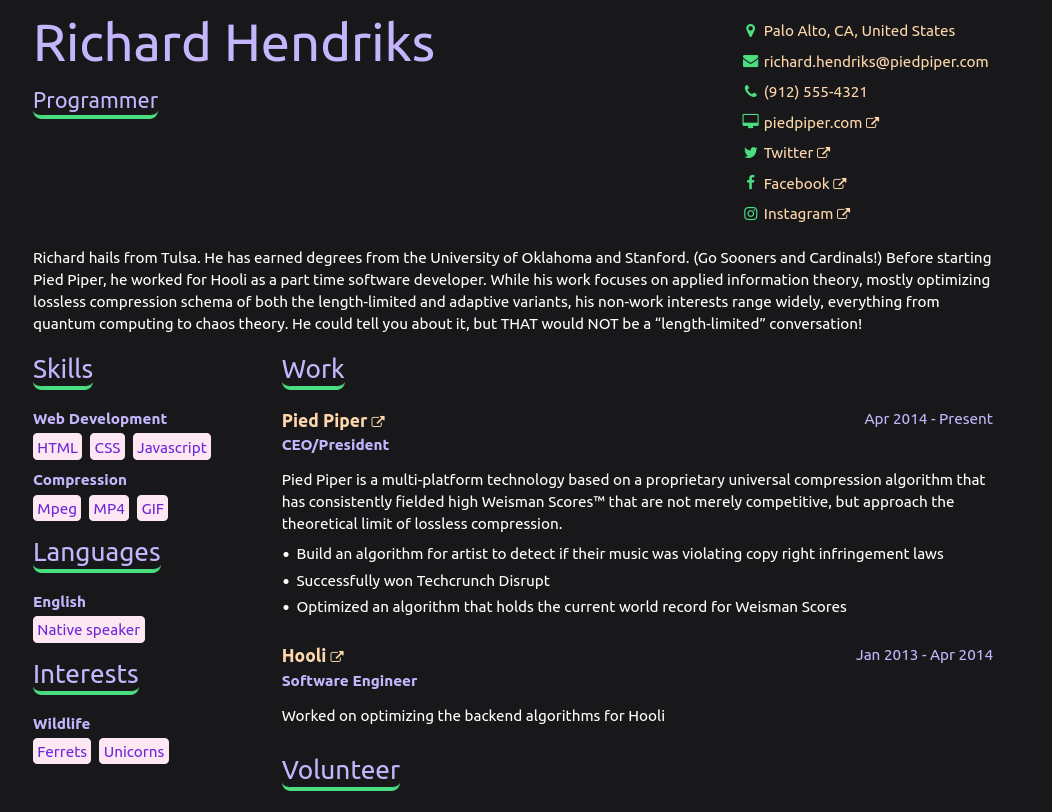 Richard Hendriks
Programmer
Palo Alto, CA, United States
richard.hendriks@piedpiper.com
(912) 555-4321
piedpiper.com
Twitter
Facebook
Instagram
Richard hails from Tulsa. He has earned degrees from the University of Oklahoma and Stanford. (Go Sooners and Cardinals!) Before starting
Pied Piper, he worked for Hooli as a part time software developer. While his work focuses on applied information theory, mostly optimizing
lossless compression schema of both the length-limited and adaptive variants, his non-work interests range widely, everything from
quantum computing to chaos theory. He could tell you about it, but THAT would NOT be a “length-limited” conversation!
Skills
Web Development
HTML CSS Javascript
Compression
Mpeg MP4 GIF
Languages
English
Native speaker
Interests
Wildlife
Ferrets Unicorns
Work
Pied Piper Apr 2014 - Present
CEO/President
Pied Piper is a multi-platform technology based on a proprietary universal compression algorithm that
has consistently fielded high Weisman Scores™ that are not merely competitive, but approach the
theoretical limit of lossless compression.
• Build an algorithm for artist to detect if their music was violating copy right infringement laws
• Successfully won Techcrunch Disrupt
• Optimized an algorithm that holds the current world record for Weisman Scores
Hooli Jan 2013 - Apr 2014
Software Engineer
Worked on optimizing the backend algorithms for Hooli
Volunteer